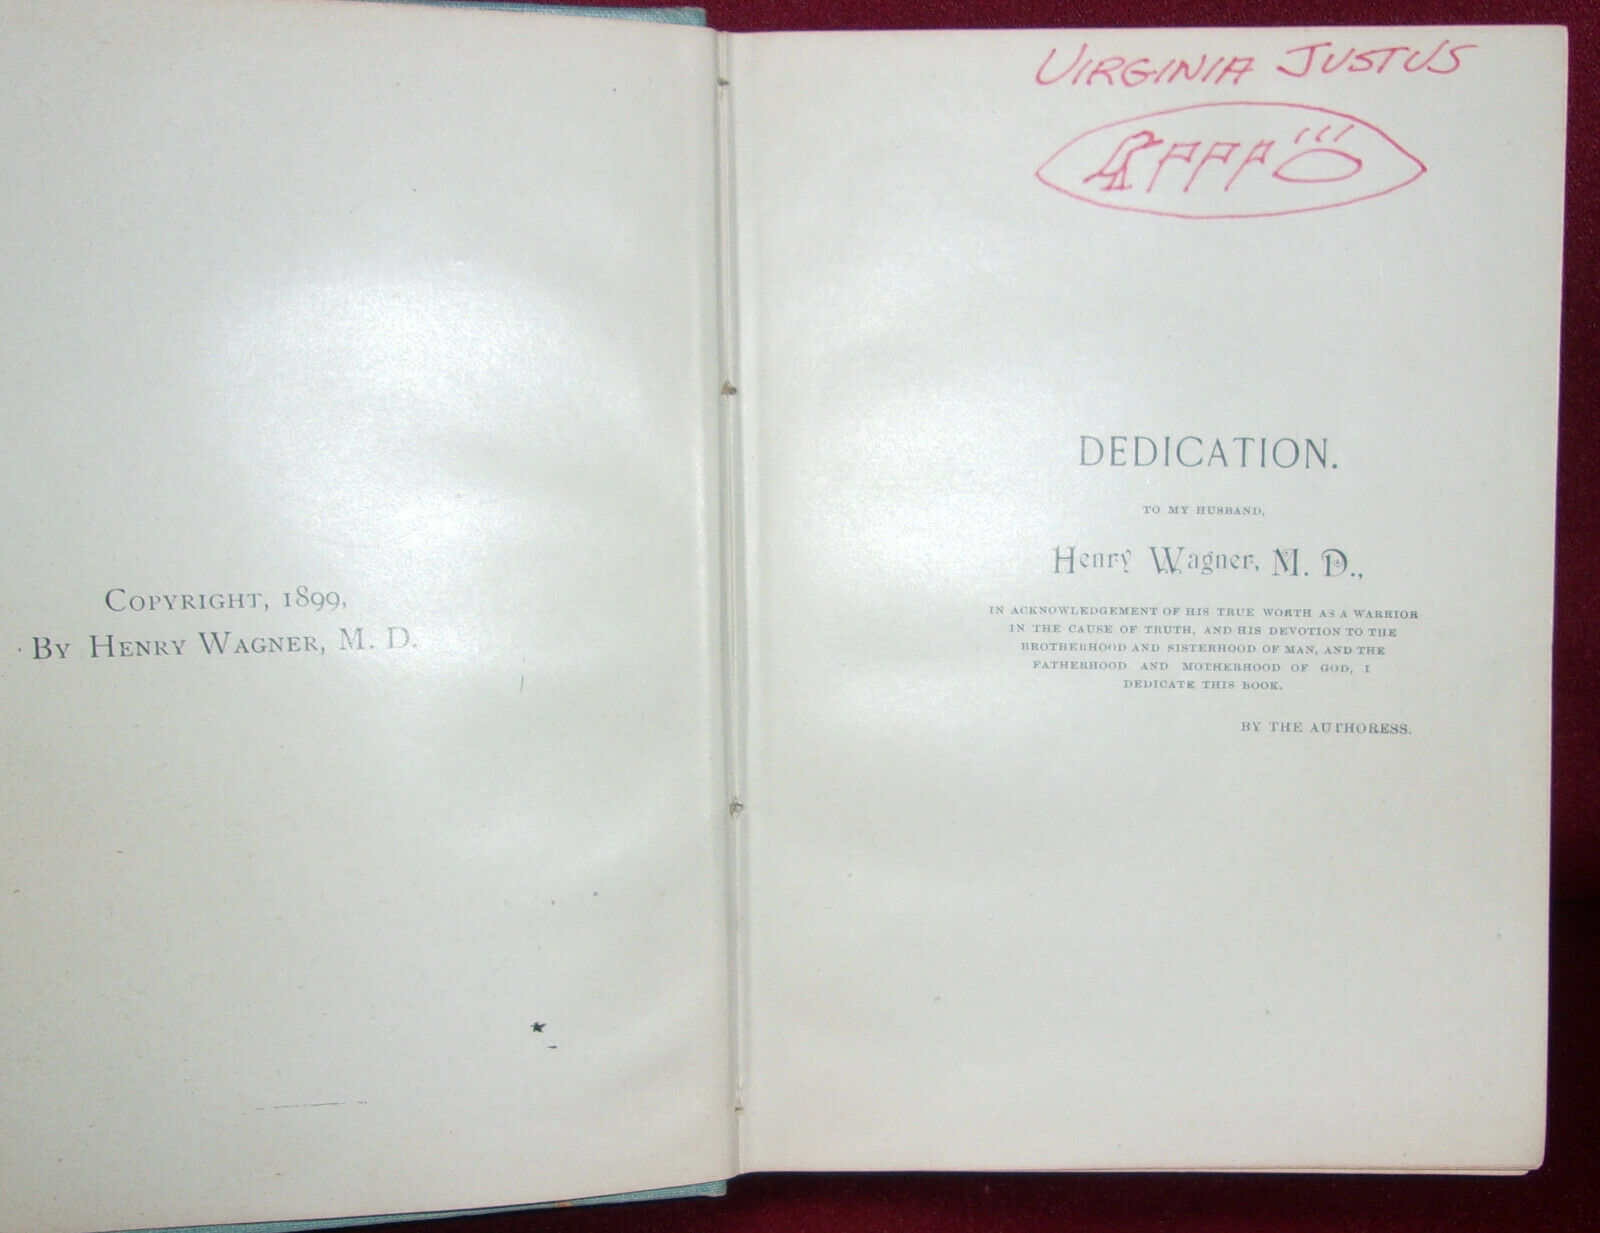 COPYRIGHT, 1899,
BY HENRY WAGNER, M. D.
VIRGINIA JUSTUS
DEDICATION.
TO MY HUSBAND,
Henry Wagner, M. D.,
IN ACKNOWLEDGEMENT OF HIS TRUE WORTH AS A WARRIOR
IN THE CAUSE OF TRUTH, AND HIS DEVOTION TO THE
BROTHERHOOD AND SISTERHOOD OF MAN, AND THE
FATHERHOOD AND MOTHERHOOD OF GOD, I
DEDICATE THIS BOOK.
BY THE AUTHORESS.